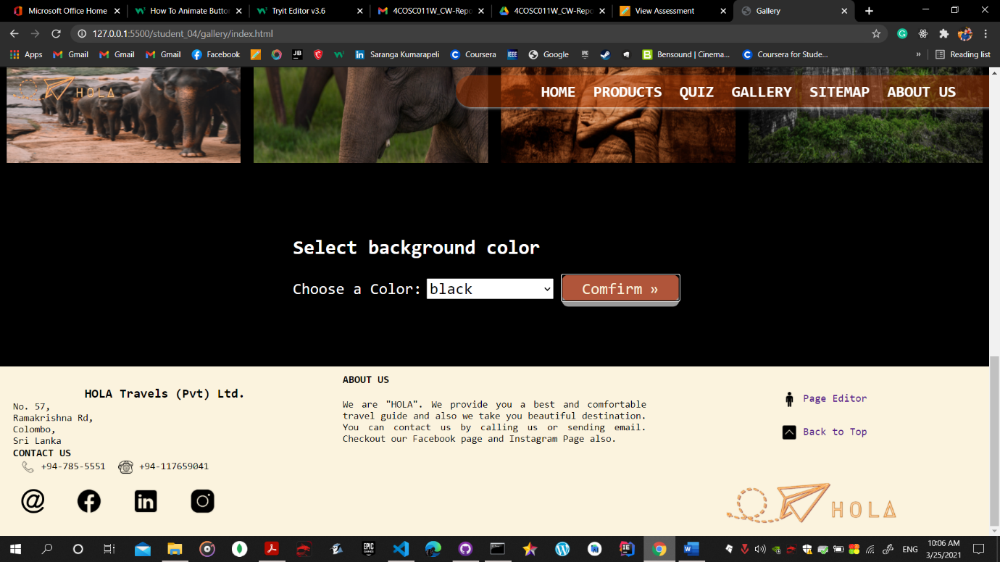 Microsoft Office Home
How To Animate Button
Tryit Editor v3.6
4COSC011W_CW-Repo
4COSC011W_CW-Repo
View Assessment
Gallery
127.0.0.1:5500/student_04/gallery/index.html
Apps
Gmail
Gmail
Gmail
Facebook
JB
Saranga Kumarapeli
Coursera
IEEE
Google
Bensound | Cinema...
Coursera for Stude...
»
Reading list
HOLA
HOME PRODUCTS QUIZ GALLERY SITEMAP ABOUT US
Select background color
Choose a Color:
black
Comfirm »
HOLA Travels (Pvt) Ltd.
No. 57,
Ramakrishna Rd,
Colombo,
Sri Lanka
CONTACT US
+94-785-5551
+94-117659041
ABOUT US
We are "HOLA". We provide you a best and comfortable
travel guide and also we take you beautiful destination.
You can contact us by calling us or sending email.
Checkout our Facebook page and Instagram Page also.
Page Editor
Back to Top
HOLA
EPIC GAMES
ENG
10:06 AM
3/25/2021